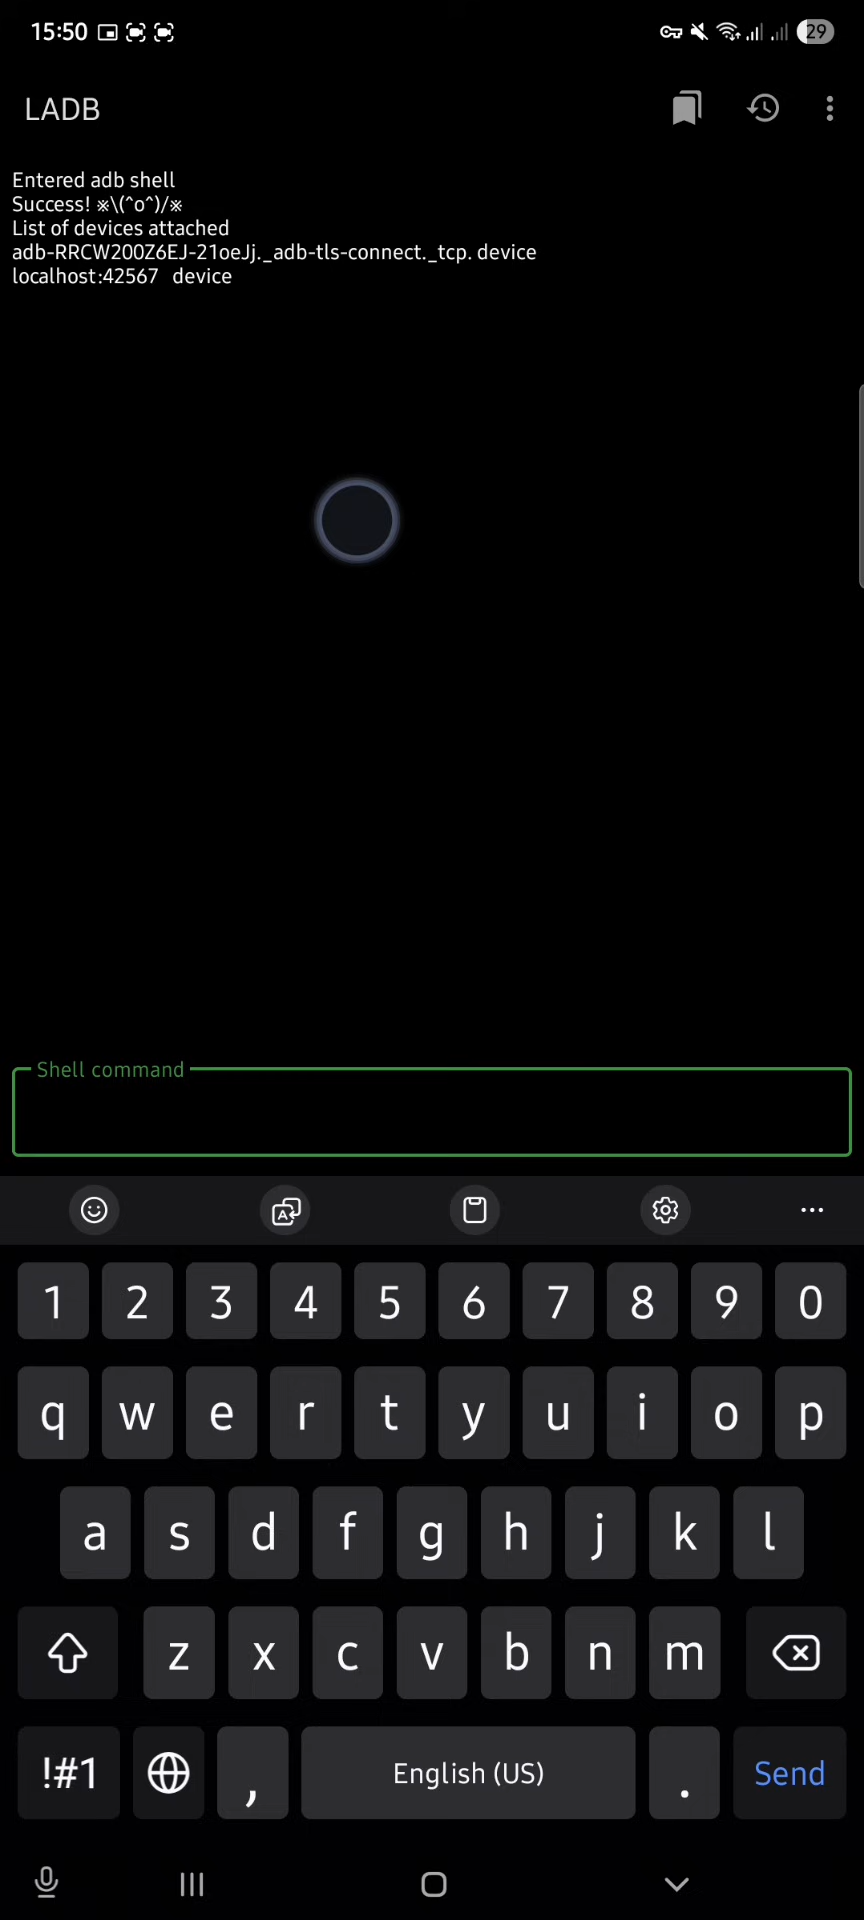 15:50
29
LADB
Entered adb shell
Success! ※\(^o^)/※
List of devices attached
adb-RRCW200Z6EJ-21oeJj._adb-tls-connect._tcp. device
localhost:42567 device
Shell command
1 2 3 4 5 6 7 8 9 0
q w e r t y u i o p
a s d f g h j k l
z x c v b n m
!#1 , English (US) . Send